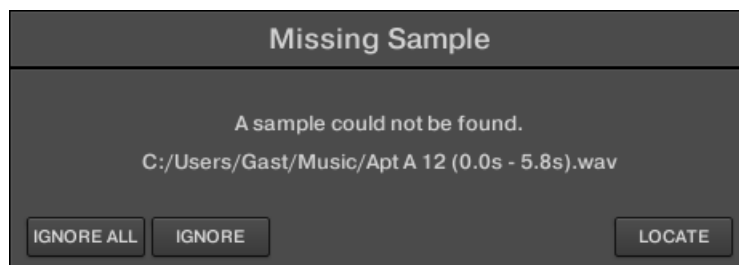 Missing Sample
A sample could not be found.
C:/Users/Gast/Music/Apt A 12 (0.0s - 5.8s).wav
IGNORE ALL IGNORE LOCATE